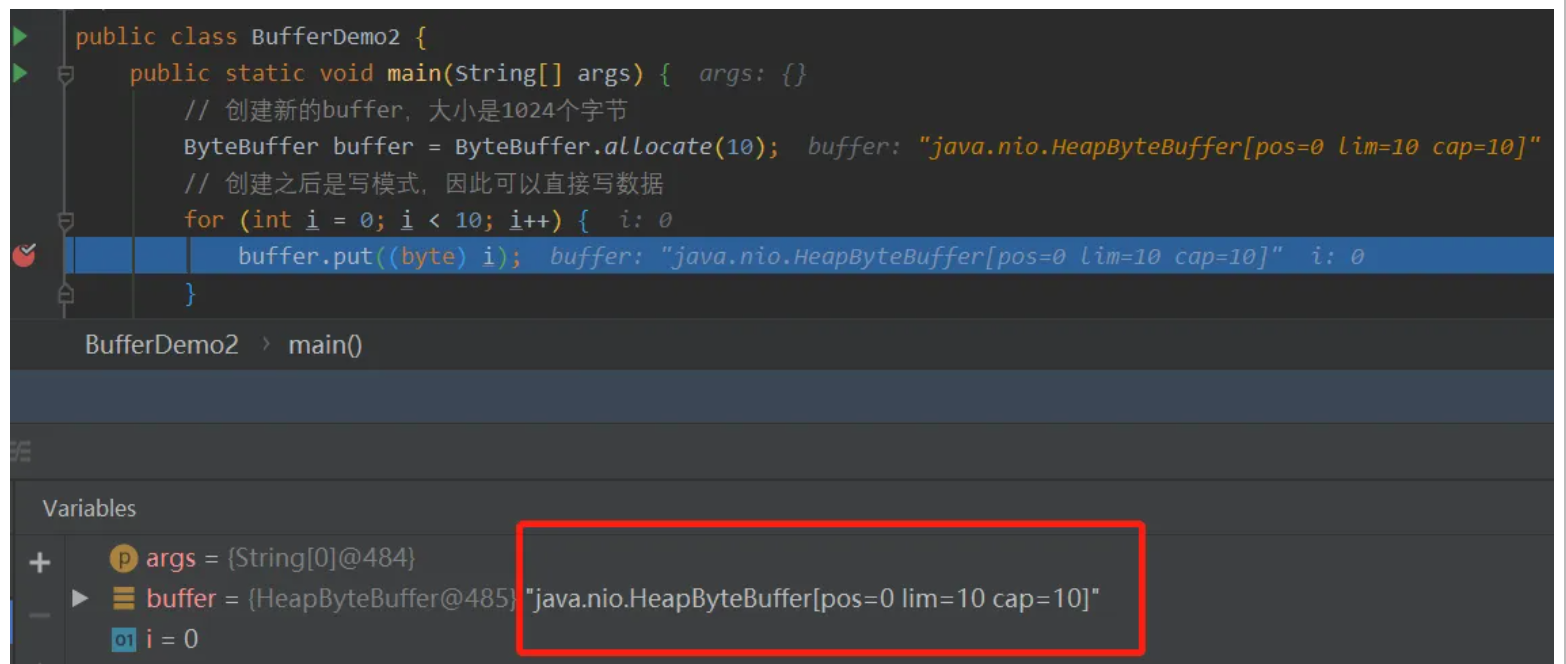 public class BufferDemo2 {
public static void main(String[] args) { args: {}
// 创建新的buffer，大小是1024个字节
ByteBuffer buffer = ByteBuffer.allocate(10); buffer: "java.nio.HeapByteBuffer[pos=0 lim=10 cap=10]"
// 创建之后是写模式，因此可以直接写数据
for (int i = 0; i < 10; i++) { i: 0
buffer.put((byte) i); buffer: "java.nio.HeapByteBuffer[pos=0 lim=10 cap=10]" i: 0
}
BufferDemo2 › main()
Variables
args = {String[0]@484}
buffer = {HeapByteBuffer@485} "java.nio.HeapByteBuffer[pos=0 lim=10 cap=10]"
i = 0